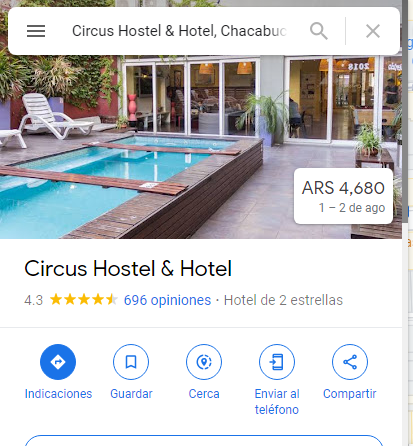 Circus Hostel & Hotel, Chacabuc
2018
ARS 4,680
1 – 2 de ago
Circus Hostel & Hotel
4.3 696 opiniones · Hotel de 2 estrellas
Indicaciones
Guardar
Cerca
Enviar al
teléfono
Compartir